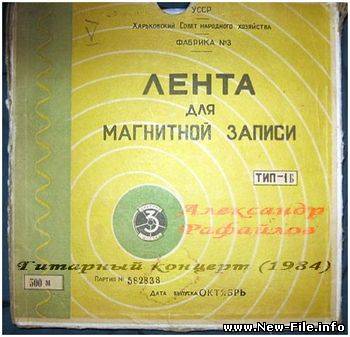 УССР
Харьковский Совет народного хозяйства
ФАБРИКА №3
ЛЕНТА
ДЛЯ
МАГНИТНОЙ ЗАПИСИ
ТИП-1Б
Александр
Рафаилов
3
Гитарный концерт (1984)
500 м
Партия № 582838
Дата выпуска ОКТЯБРЬ
www.New-File.info